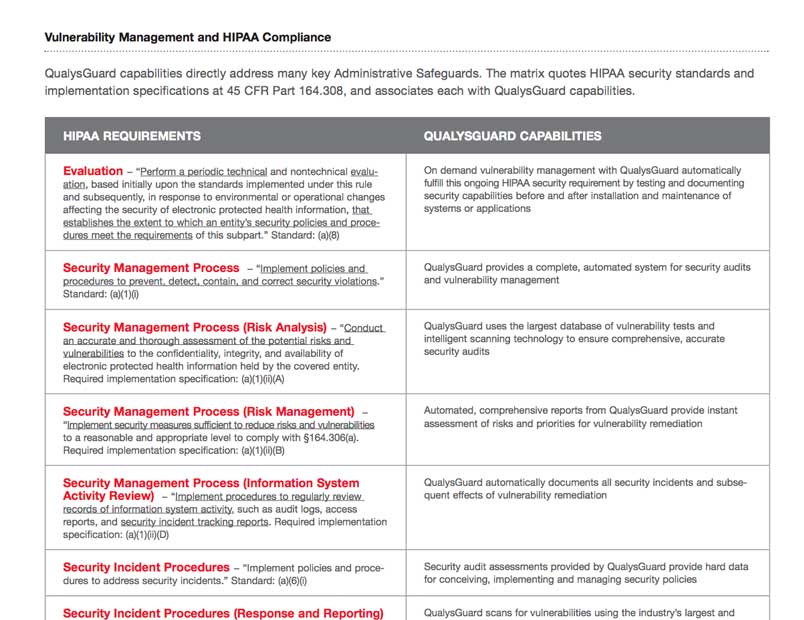 Vulnerability Management and HIPAA Compliance
QualysGuard capabilities directly address many key Administrative Safeguards. The matrix quotes HIPAA security standards and
implementation specifications at 45 CFR Part 164.308, and associates each with QualysGuard capabilities.
HIPAA REQUIREMENTS
QUALYSGUARD CAPABILITIES
Evaluation – “Perform a periodic technical and nontechnical evalu-
ation, based initially upon the standards implemented under this rule
and subsequently, in response to environmental or operational changes
affecting the security of electronic protected health information, that
establishes the extent to which an entity’s security policies and proce-
dures meet the requirements of this subpart.” Standard: (a)(8)
On demand vulnerability management with QualysGuard automatically
fulfill this ongoing HIPAA security requirement by testing and documenting
security capabilities before and after installation and maintenance of
systems or applications
Security Management Process – “Implement policies and
procedures to prevent, detect, contain, and correct security violations.”
Standard: (a)(1)(i)
QualysGuard provides a complete, automated system for security audits
and vulnerability management
Security Management Process (Risk Analysis) – “Conduct
an accurate and thorough assessment of the potential risks and
vulnerabilities to the confidentiality, integrity, and availability of
electronic protected health information held by the covered entity.
Required implementation specification: (a)(1)(ii)(A)
QualysGuard uses the largest database of vulnerability tests and
intelligent scanning technology to ensure comprehensive, accurate
security audits
Security Management Process (Risk Management) –
“Implement security measures sufficient to reduce risks and vulnerabilities
to a reasonable and appropriate level to comply with §164.306(a).
Required implementation specification: (a)(1)(ii)(B)
Automated, comprehensive reports from QualysGuard provide instant
assessment of risks and priorities for vulnerability remediation
Security Management Process (Information System
Activity Review) – “Implement procedures to regularly review
records of information system activity, such as audit logs, access
reports, and security incident tracking reports. Required implementation
specification: (a)(1)(ii)(D)
QualysGuard automatically documents all security incidents and subse-
quent effects of vulnerability remediation
Security Incident Procedures – “Implement policies and proce-
dures to address security incidents.” Standard: (a)(6)(i)
Security audit assessments provided by QualysGuard provide hard data
for conceiving, implementing and managing security policies
Security Incident Procedures (Response and Reporting)
QualysGuard scans for vulnerabilities using the industry’s largest and